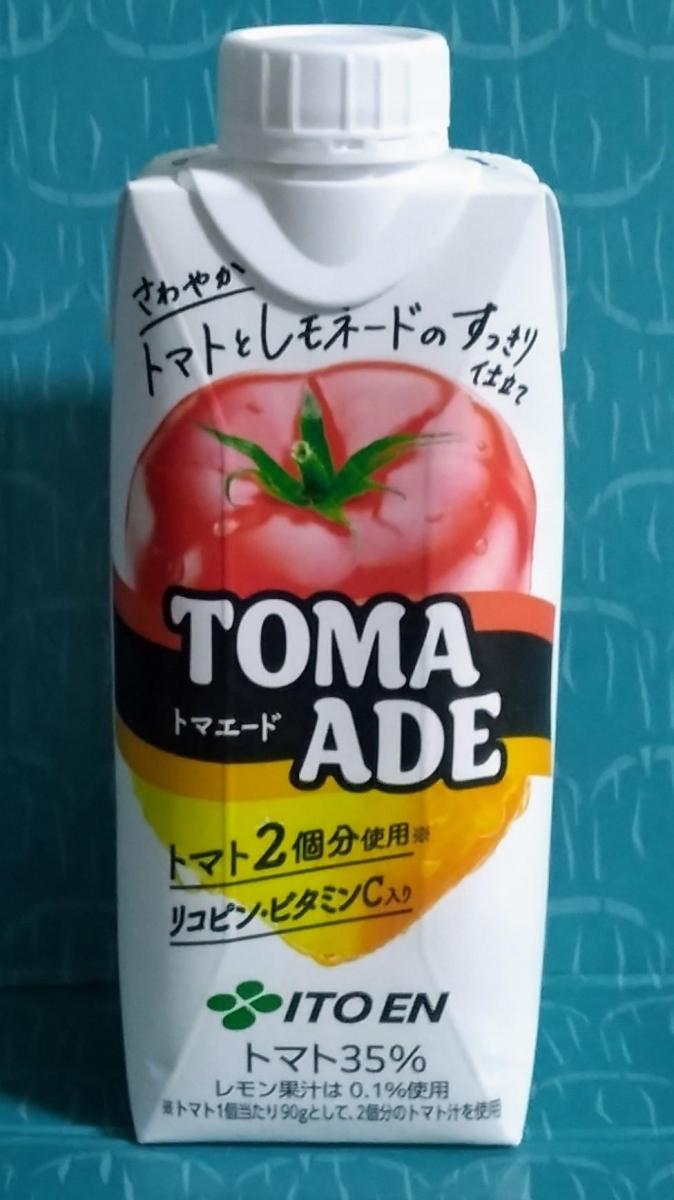 さわやか
トマトとレモネードのすっきり
仕立て
TOMA
トマエード
ADE
トマト2個分使用※
リコピン・ビタミンC入り
ITO EN
トマト35%
レモン果汁は 0.1%使用
※トマト1個当たり90gとして、2個分のトマト汁を使用